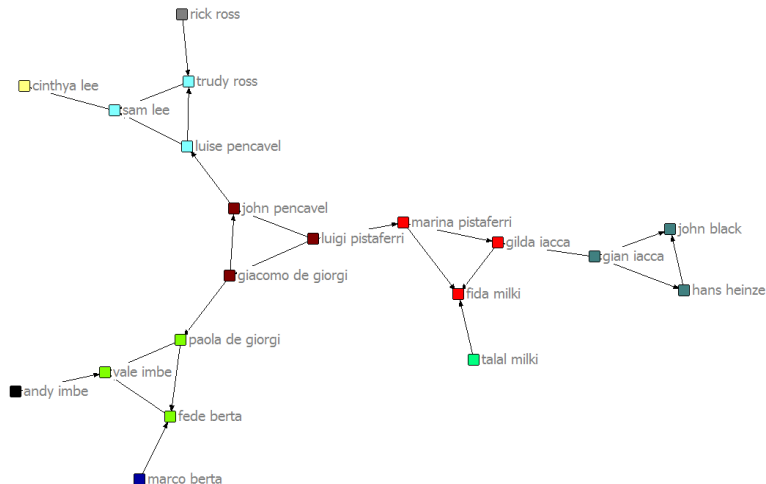 rick ross
trudy ross
cinthya lee
sam lee
luise pencavel
john pencavel
marina pistaferri
john black
luigi pistaferri
gilda iacca
gian iacca
giacomo de giorgi
hans heinze
fida milki
paola de giorgi
talal milki
vale imbe
andy imbe
fede berta
marco berta